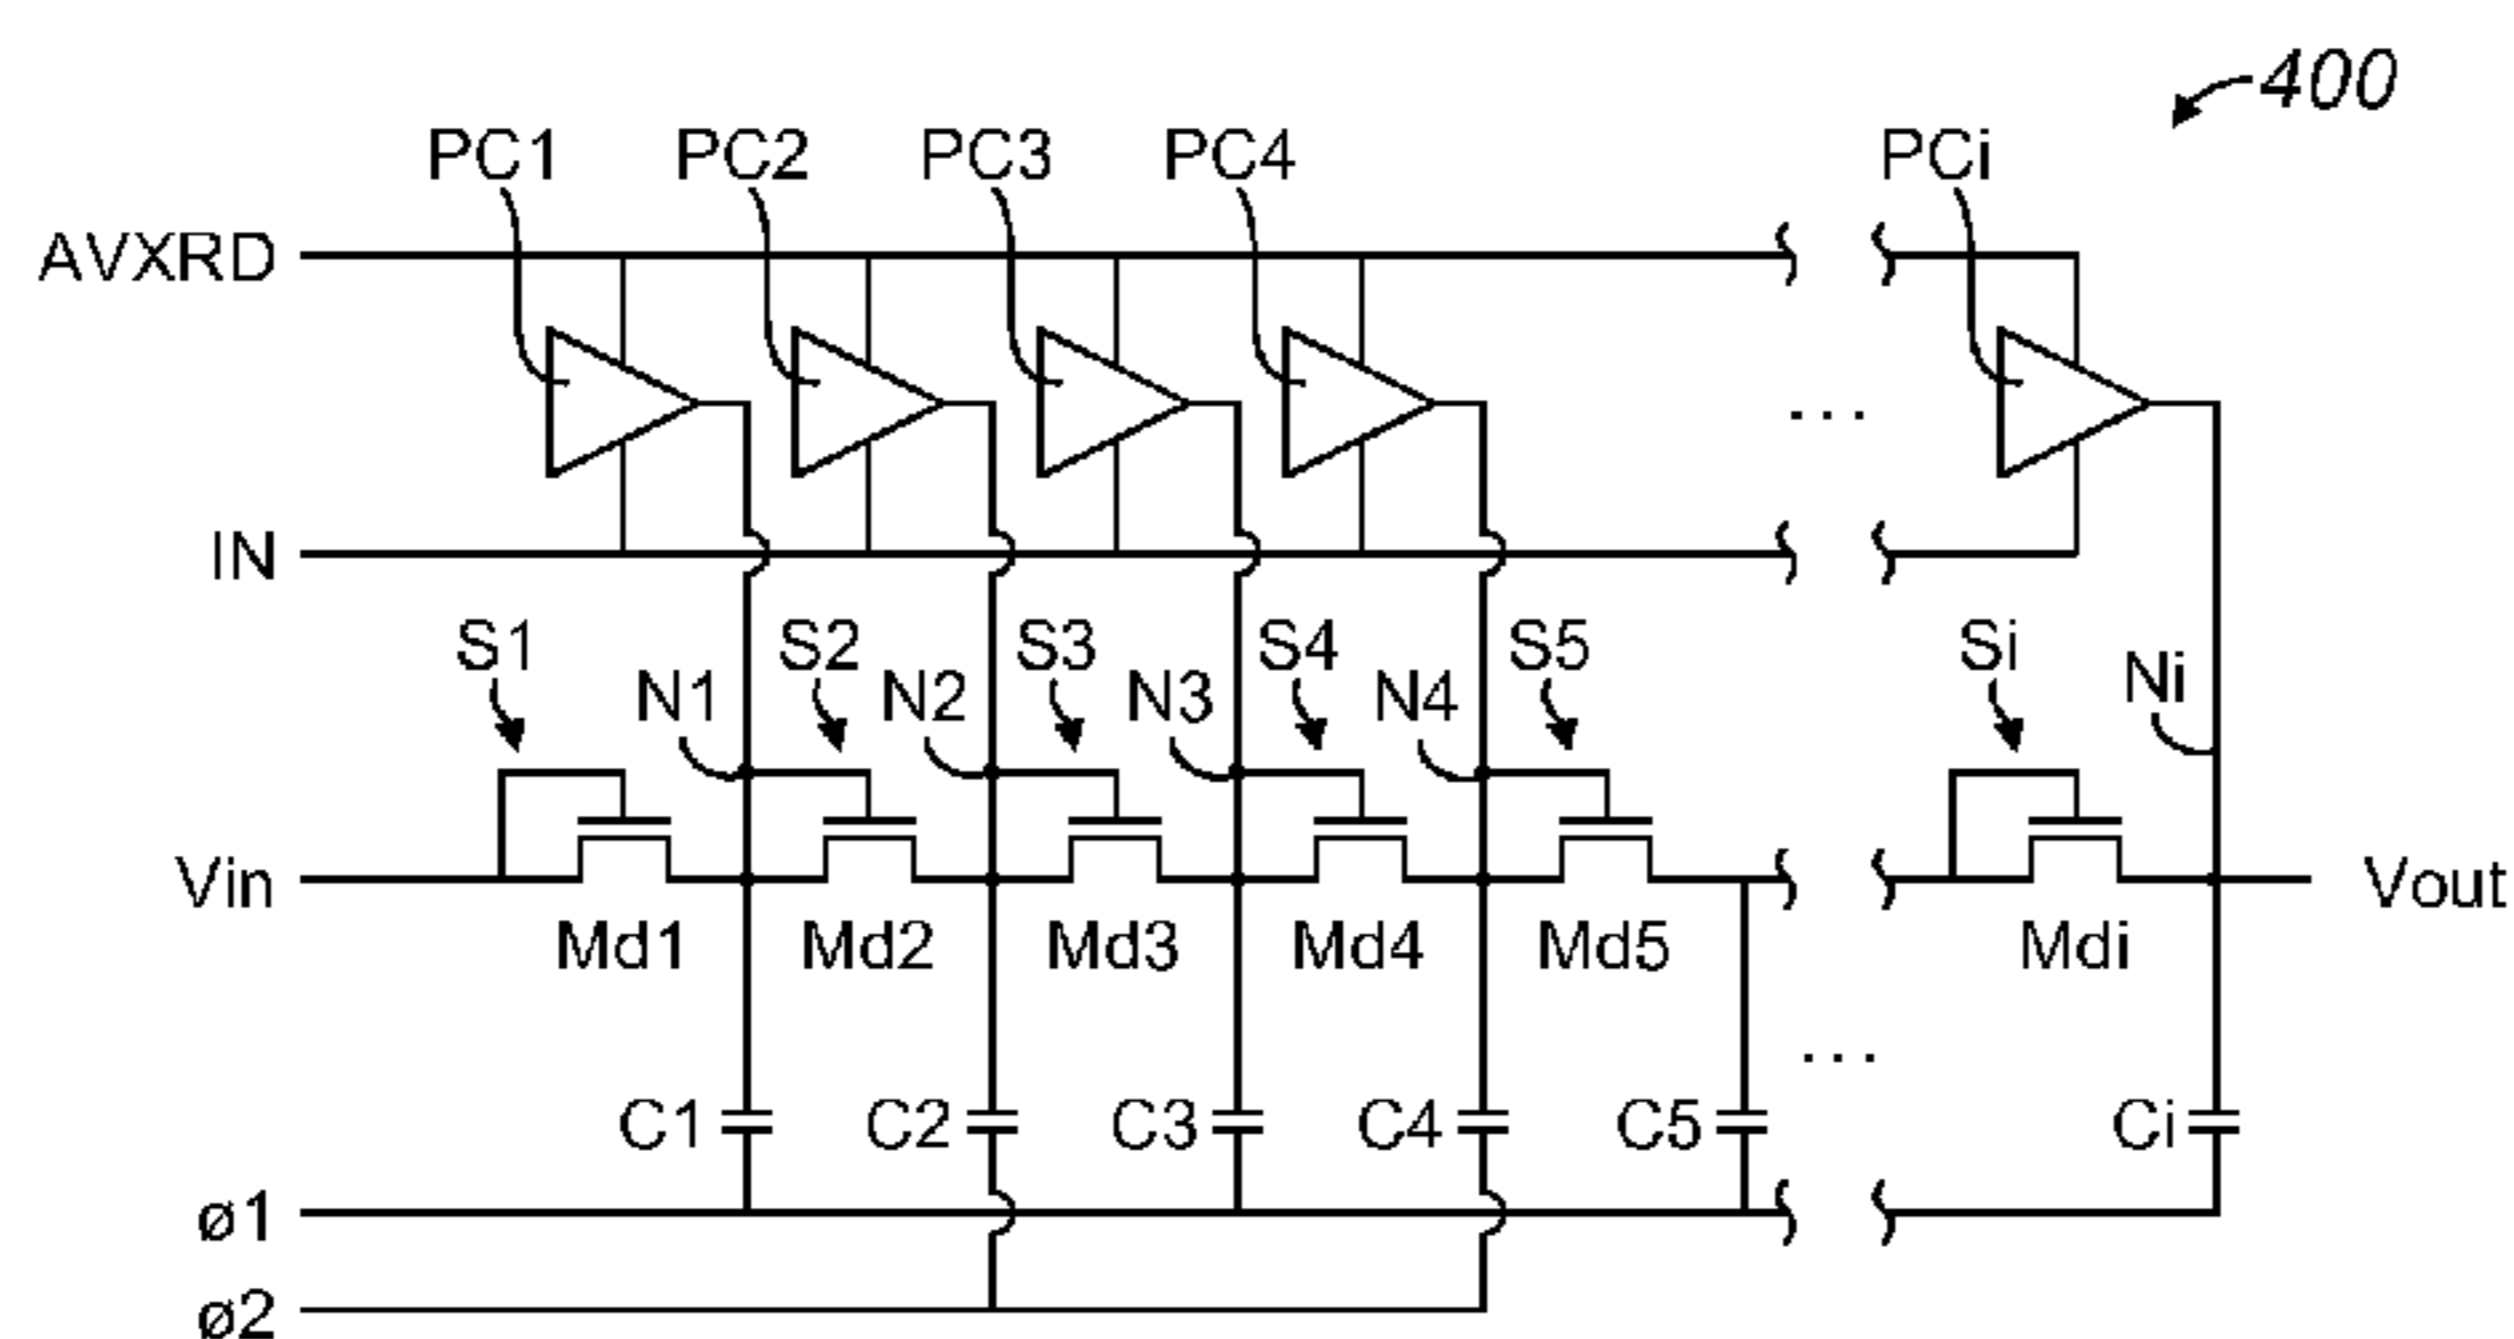 400
PC1 PC2 PC3 PC4 PCi
AVXRD
...
IN
S1 S2 S3 S4 S5 Si
N1 N2 N3 N4 Ni
Vin Vout
Md1 Md2 Md3 Md4 Md5 Mdi
...
C1 C2 C3 C4 C5 Ci
ø1
ø2